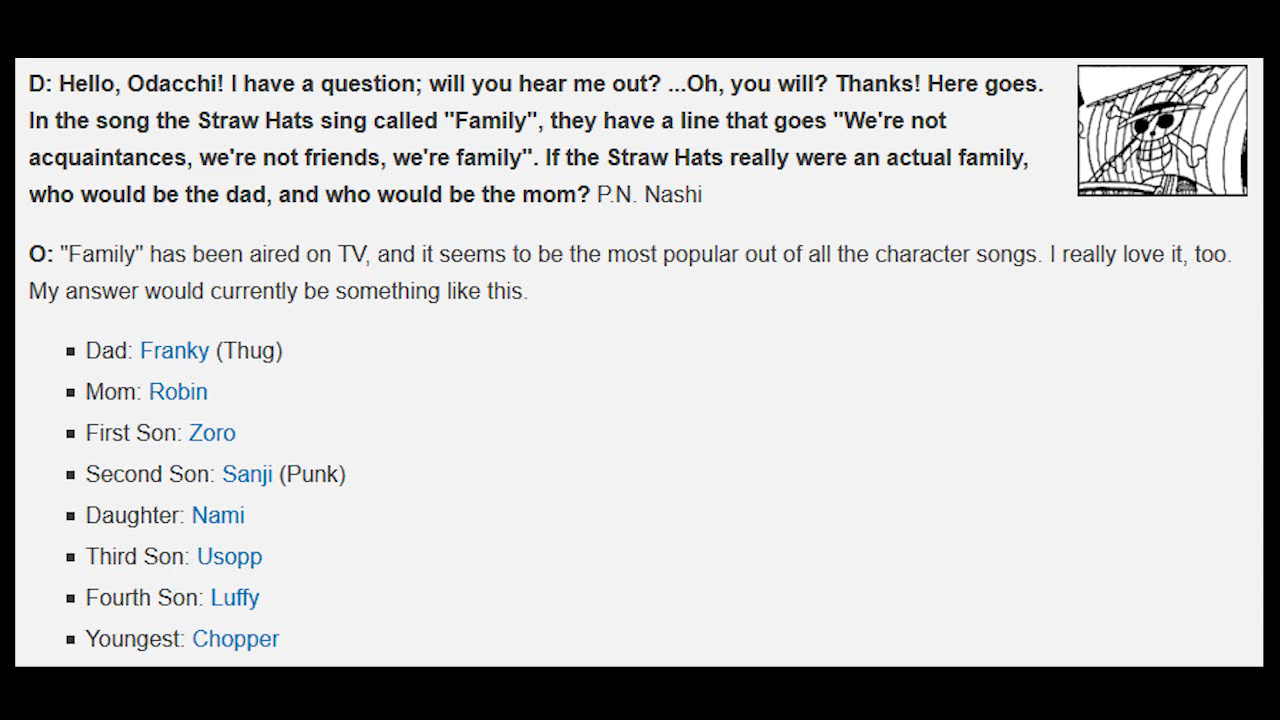 D: Hello, Odacchi! I have a question; will you hear me out? ...Oh, you will? Thanks! Here goes.
In the song the Straw Hats sing called "Family", they have a line that goes "We're not
acquaintances, we're not friends, we're family". If the Straw Hats really were an actual family,
who would be the dad, and who would be the mom? P.N. Nashi
O: "Family" has been aired on TV, and it seems to be the most popular out of all the character songs. I really love it, too.
My answer would currently be something like this.
Dad: Franky (Thug)
Mom: Robin
First Son: Zoro
Second Son: Sanji (Punk)
Daughter: Nami
Third Son: Usopp
Fourth Son: Luffy
Youngest: Chopper